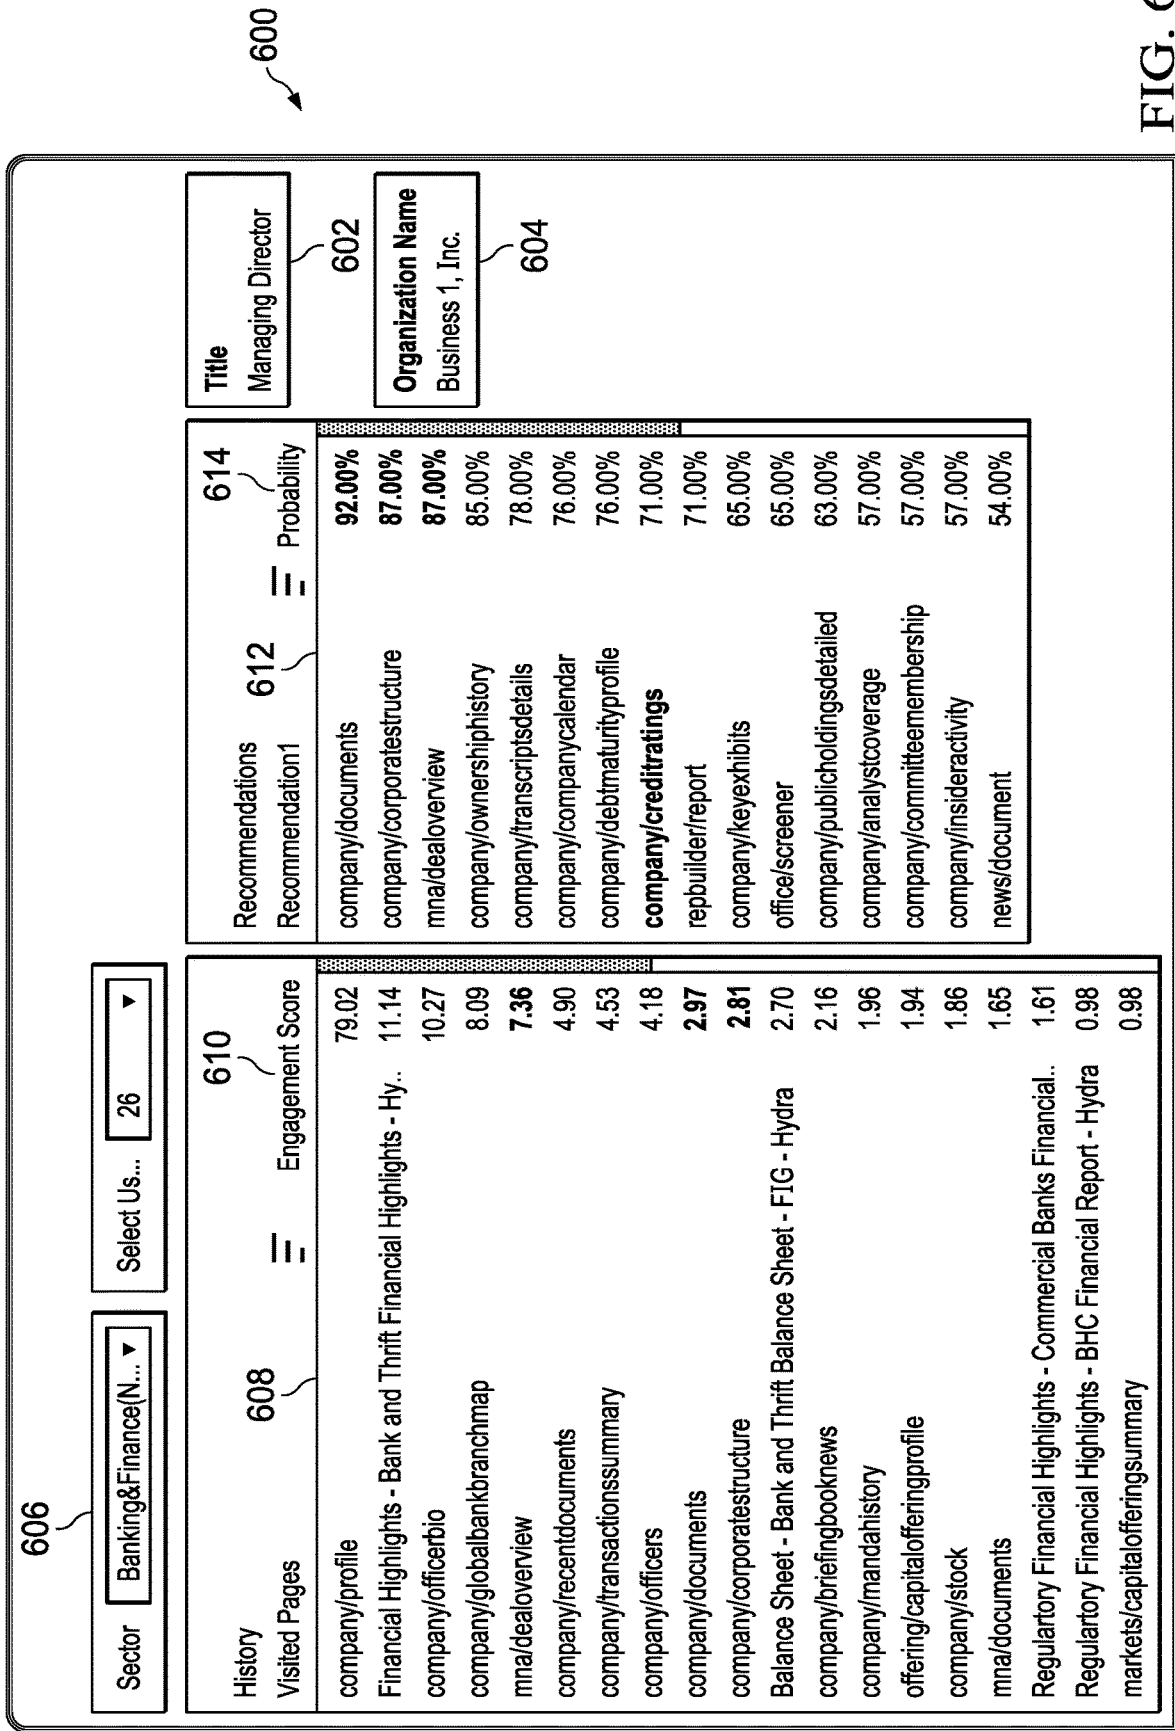 606
Sector Banking&Finance(N... ▼
Select Us... 26 ▼
608
610
History
Visited Pages Engagement Score
company/profile 79.02
Financial Highlights - Bank and Thrift Financial Highlights - Hy.. 11.14
company/officerbio 10.27
company/globalbankbranchmap 8.09
mna/dealoverview 7.36
company/recentdocuments 4.90
company/transactionssummary 4.53
company/officers 4.18
company/documents 2.97
company/corporatestructure 2.81
Balance Sheet - Bank and Thrift Balance Sheet - FIG - Hydra 2.70
company/briefingbooknews 2.16
company/mandahistory 1.96
offering/capitalofferingprofile 1.94
company/stock 1.86
mna/documents 1.65
Regulartory Financial Highlights - Commercial Banks Financial.. 1.61
Regulartory Financial Highlights - BHC Financial Report - Hydra 0.98
markets/capitalofferingsummary 0.98
612
614
Recommendations
Recommendation1 Probability
company/documents 92.00%
company/corporatestructure 87.00%
mna/dealoverview 87.00%
company/ownershiphistory 85.00%
company/transcriptsdetails 78.00%
company/companycalendar 76.00%
company/debtmaturityprofile 76.00%
company/creditratings 71.00%
repbuilder/report 71.00%
company/keyexhibits 65.00%
office/screener 65.00%
company/publicholdingsdetailed 63.00%
company/analystcoverage 57.00%
company/committeemembership 57.00%
company/insideractivity 57.00%
news/document 54.00%
Title
Managing Director
602
Organization Name
Business 1, Inc.
604
600
FIG. 6